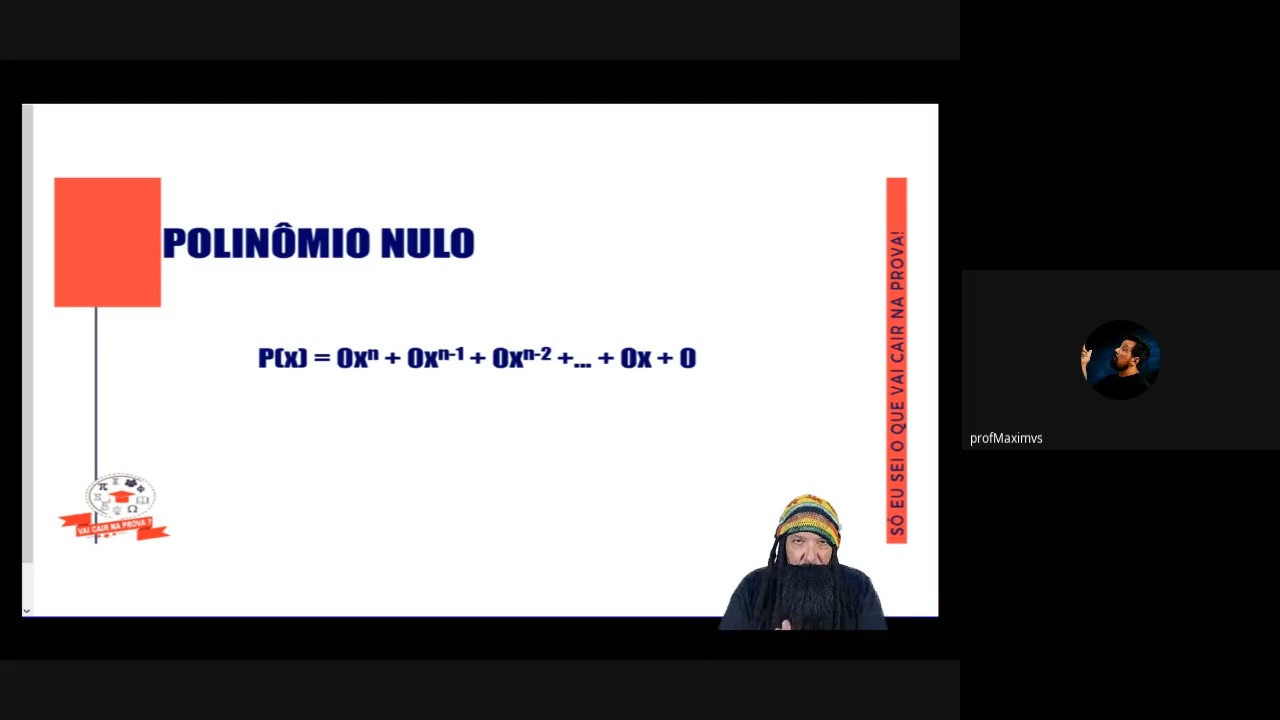 POLINÔMIO NULO
P(x) = 0xⁿ + 0xⁿ⁻¹ + 0xⁿ⁻² +... + 0x + 0
SÓ EU SEI O QUE VAI CAIR NA PROVA!
VAI CAIR NA PROVA ?
profMaximvs